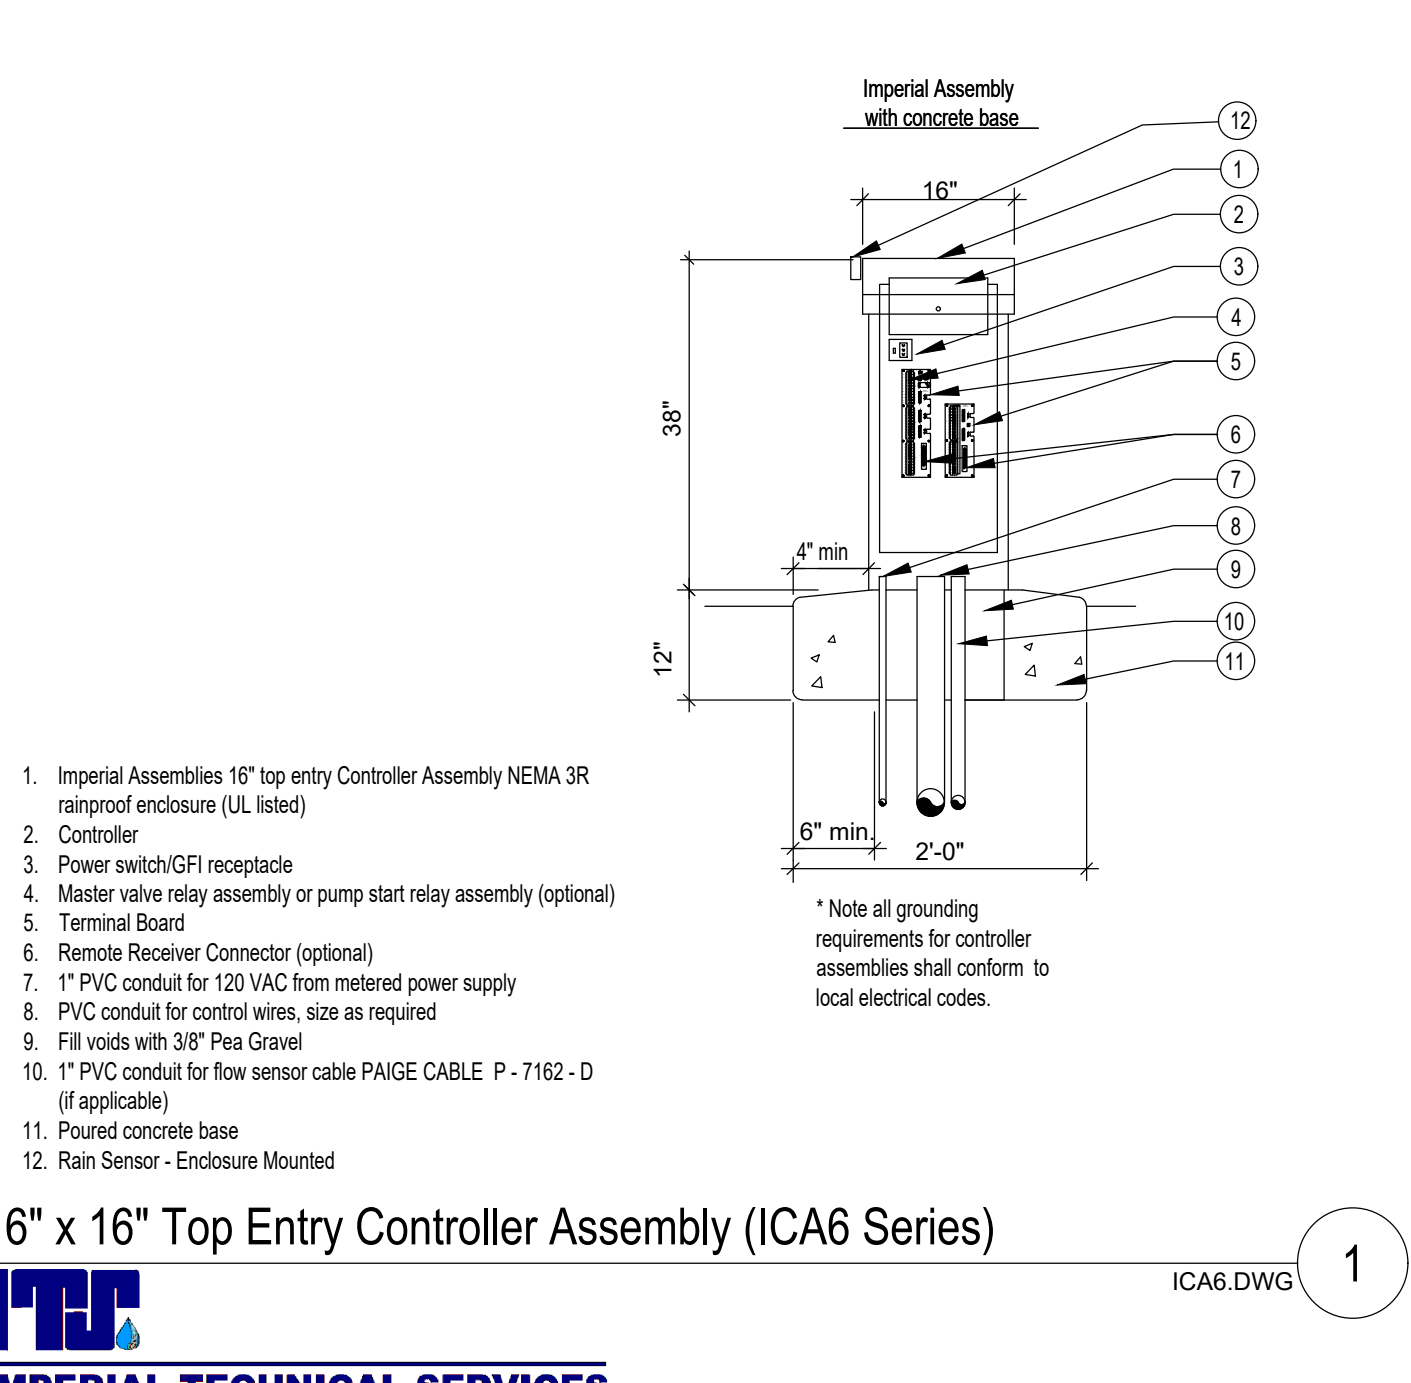 Imperial Assembly
with concrete base
12
1
16"
2
3
4
5
38"
6
7
8
4" min
9
10
12"
11
1. Imperial Assemblies 16" top entry Controller Assembly NEMA 3R
rainproof enclosure (UL listed)
2. Controller
3. Power switch/GFI receptacle
4. Master valve relay assembly or pump start relay assembly (optional)
5. Terminal Board
6. Remote Receiver Connector (optional)
7. 1" PVC conduit for 120 VAC from metered power supply
8. PVC conduit for control wires, size as required
9. Fill voids with 3/8" Pea Gravel
10. 1" PVC conduit for flow sensor cable PAIGE CABLE P - 7162 - D
(if applicable)
11. Poured concrete base
12. Rain Sensor - Enclosure Mounted
6" min.
2'-0"
* Note all grounding
requirements for controller
assemblies shall conform to
local electrical codes.
6" x 16" Top Entry Controller Assembly (ICA6 Series)
1
ICA6.DWG
ITS
IMPERIAL TECHNICAL SERVICES